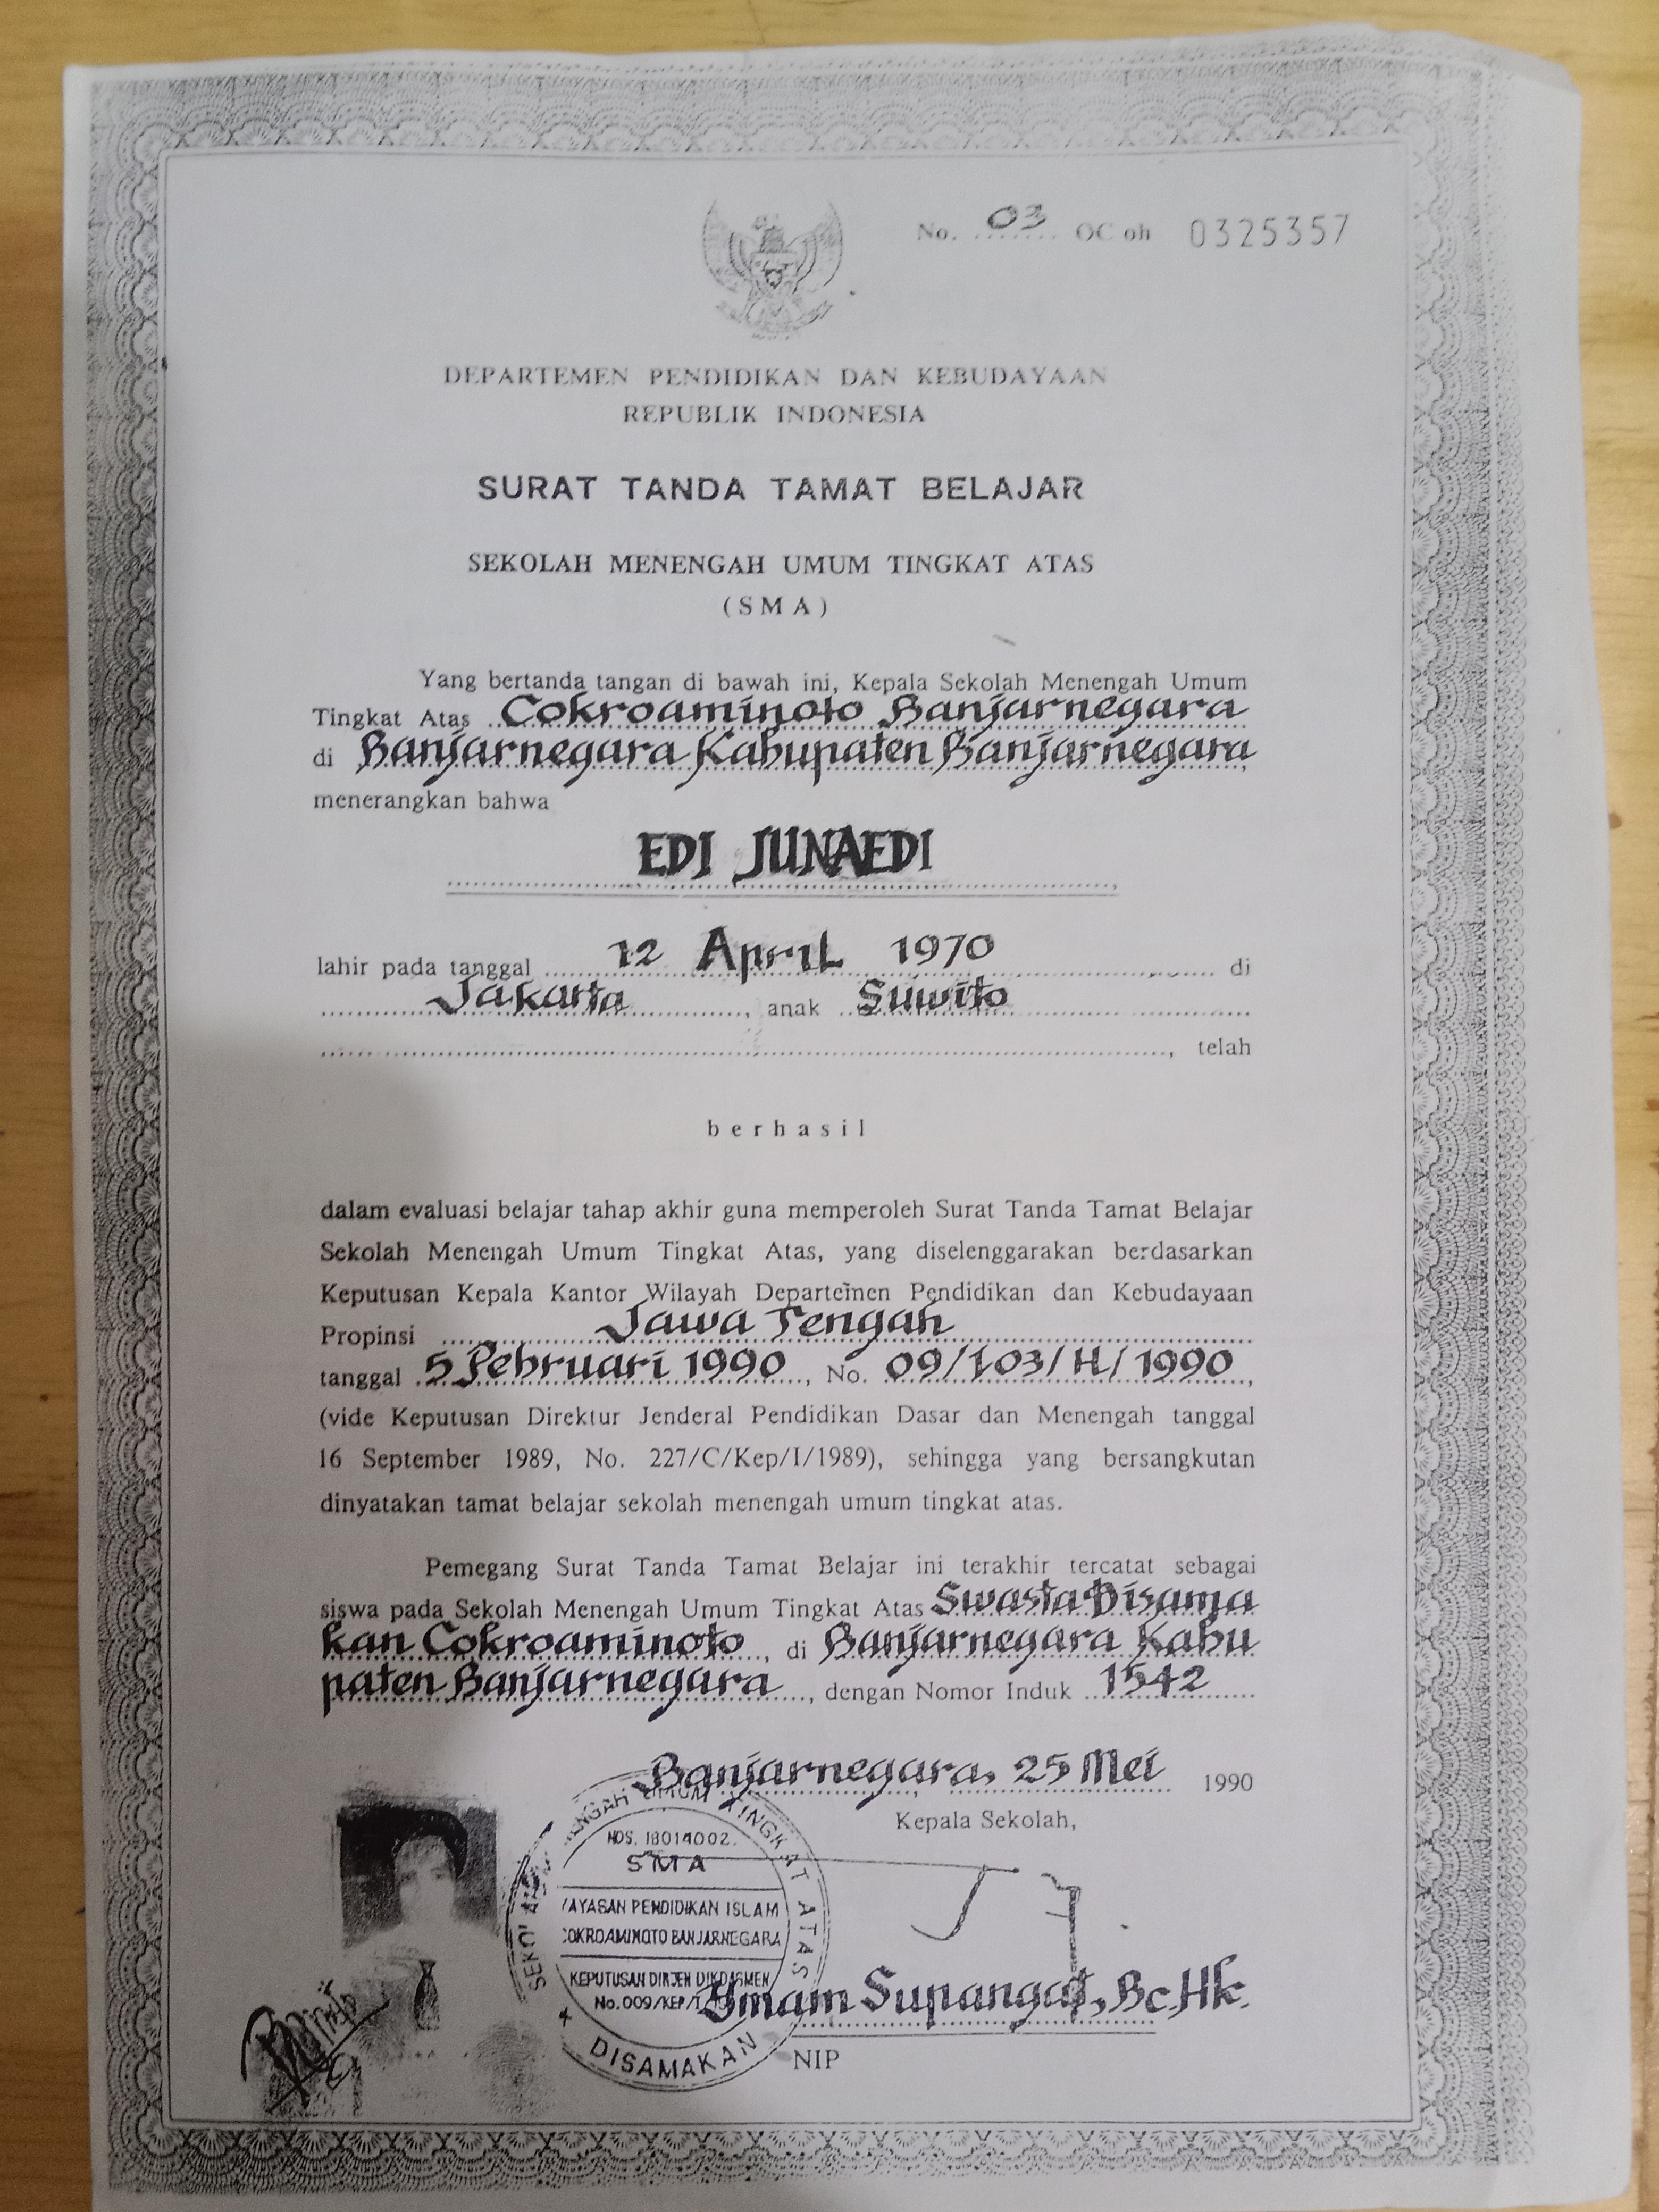 No. 03 OC oh 0325357
DEPARTEMEN PENDIDIKAN DAN KEBUDAYAAN
REPUBLIK INDONESIA
SURAT TANDA TAMAT BELAJAR
SEKOLAH MENENGAH UMUM TINGKAT ATAS
(SMA)
Yang bertanda tangan di bawah ini, Kepala Sekolah Menengah Umum
Tingkat Atas Cokroaminoto Banjarnegara
di Banjarnegara Kabupaten Banjarnegara,
menerangkan bahwa
EDI JUNAEDI
lahir pada tanggal 12 April 1970 di
Jakarta, anak Suwito
, telah
berhasil
dalam evaluasi belajar tahap akhir guna memperoleh Surat Tanda Tamat Belajar
Sekolah Menengah Umum Tingkat Atas, yang diselenggarakan berdasarkan
Keputusan Kepala Kantor Wilayah Departemen Pendidikan dan Kebudayaan
Propinsi Jawa Tengah
tanggal 5 Pebruari 1990, No. 09/I03/H/1990,
(vide Keputusan Direktur Jenderal Pendidikan Dasar dan Menengah tanggal
16 September 1989, No. 227/C/Kep/I/1989), sehingga yang bersangkutan
dinyatakan tamat belajar sekolah menengah umum tingkat atas.
Pemegang Surat Tanda Tamat Belajar ini terakhir tercatat sebagai
siswa pada Sekolah Menengah Umum Tingkat Atas Swasta Disama
kan Cokroaminoto, di Banjarnegara Kabu
paten Banjarnegara, dengan Nomor Induk 1542
Banjarnegara, 25 Mei 1990
Kepala Sekolah,
UMUM TINGKAT ATAS
NDS. 18014002.
SMA
YAYASAN PENDIDIKAN ISLAM
COKROAMINOTO BANJARNEGARA
KEPUTUSAN DIRJEN DIKDASMEN
No. 009/KEP/I
DISAMAKAN
Imam Supangat, Bc.Hk.
NIP